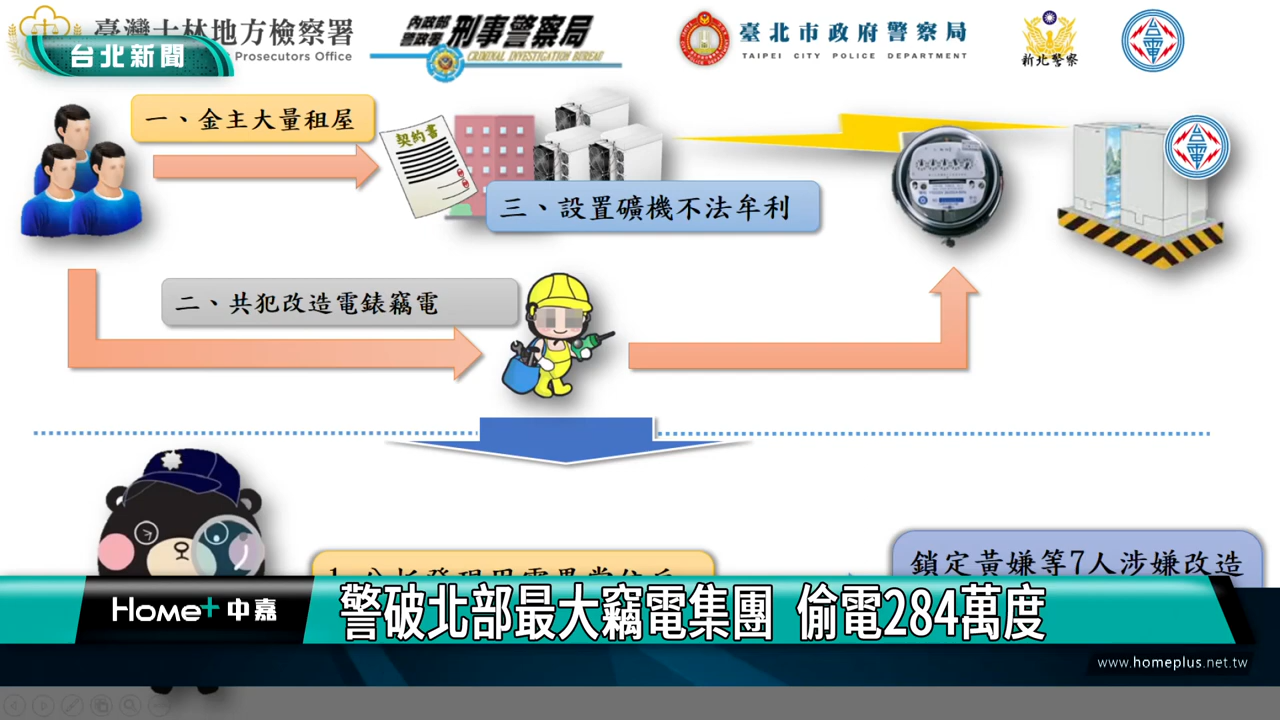 臺灣士林地方檢察署
Prosecutors Office
台北新聞
內政部
警政署
刑事警察局
CRIMINAL INVESTIGATION BUREAU
臺北市政府警察局
TAIPEI CITY POLICE DEPARTMENT
新北警察
一、金主大量租屋
契約書
三、設置礦機不法牟利
二、共犯改造電錶竊電
鎖定黃嫌等7人涉嫌改造
Home+中嘉
警破北部最大竊電集團 偷電284萬度
www.homeplus.net.tw